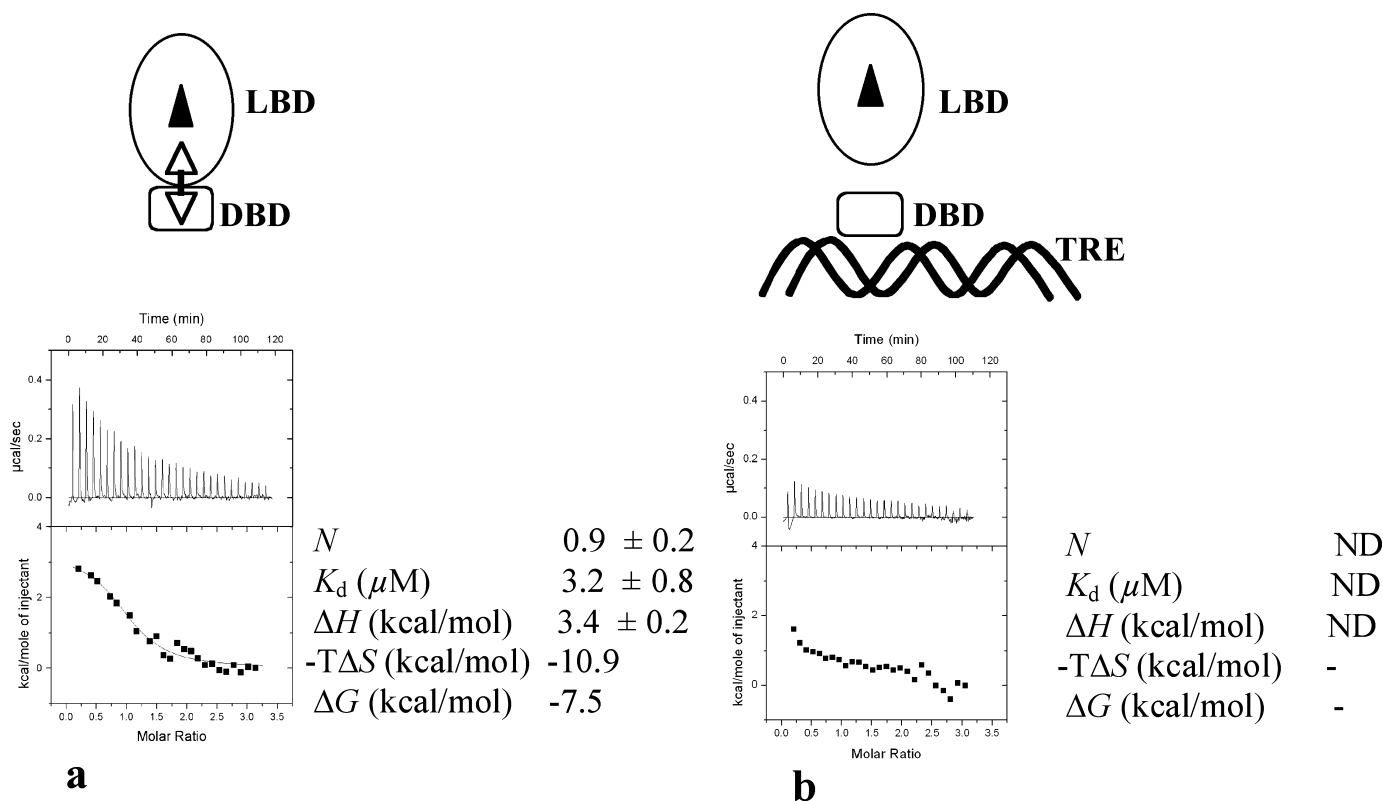 LBD
DBD
Time (min)
0 20 40 60 80 100 120
0.4
0.2
0.0
µcal/sec
4
2
0
kcal/mole of injectant
0.0 0.5 1.0 1.5 2.0 2.5 3.0 3.5
Molar Ratio
N 0.9 ± 0.2
Kd (µM) 3.2 ± 0.8
ΔH (kcal/mol) 3.4 ± 0.2
-TΔS (kcal/mol) -10.9
ΔG (kcal/mol) -7.5
a
LBD
DBD
TRE
Time (min)
0 20 40 60 80 100 120
0.4
0.2
0.0
µcal/sec
4
2
0
kcal/mole of injectant
0.0 0.5 1.0 1.5 2.0 2.5 3.0 3.5
Molar Ratio
N ND
Kd (µM) ND
ΔH (kcal/mol) ND
-TΔS (kcal/mol) -
ΔG (kcal/mol) -
b